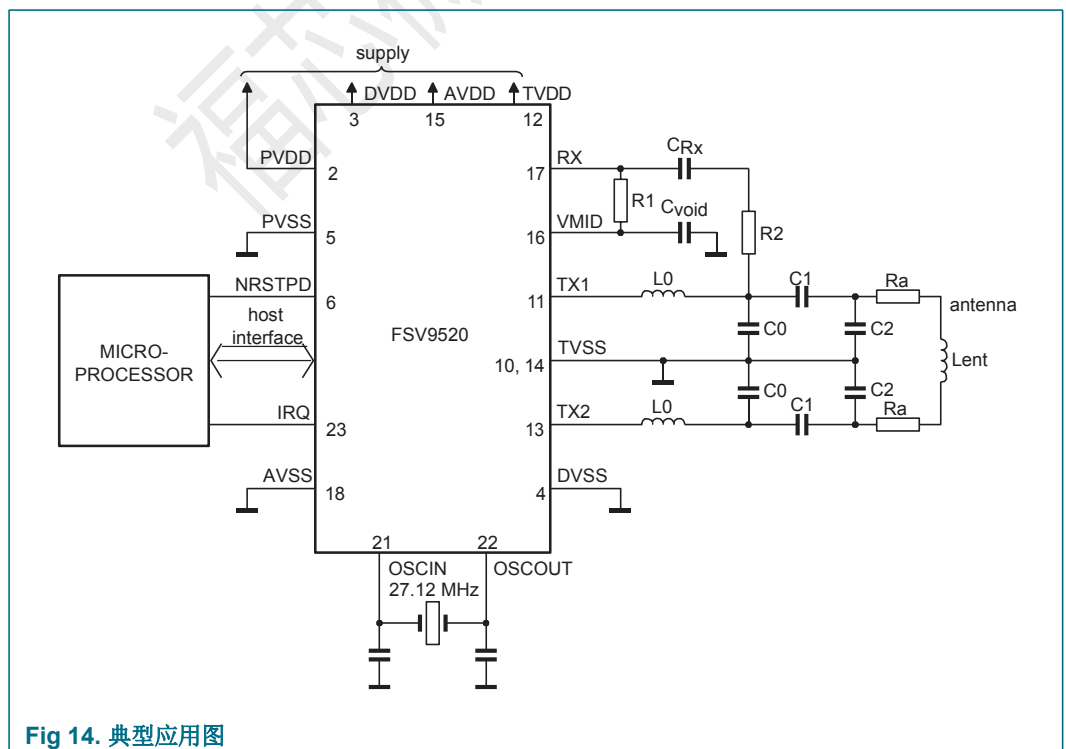 福芯微
supply
DVDD
AVDD
TVDD
3
15
12
PVDD
2
RX
17
CRx
R1
Cvoid
VMID
16
R2
PVSS
5
NRSTPD
6
host
interface
MICRO-
PROCESSOR
FSV9520
TX1
11
L0
C1
Ra
antenna
C0
C2
TVSS
10, 14
Lent
C0
C2
IRQ
23
TX2
13
L0
C1
Ra
AVSS
18
DVSS
4
21
22
OSCIN
OSCOUT
27.12 MHz
Fig 14. 典型应用图